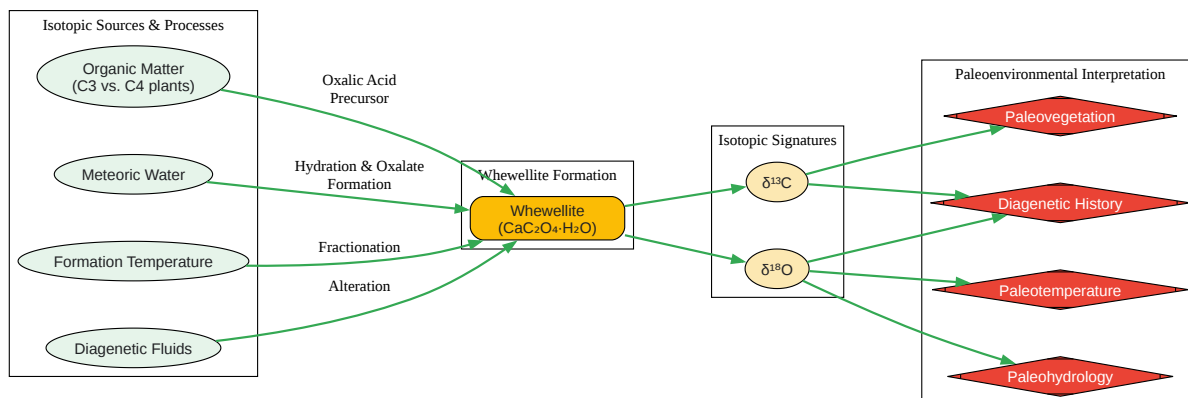 Isotopic Sources & Processes
Organic Matter
(C3 vs. C4 plants)
Meteoric Water
Formation Temperature
Diagenetic Fluids
Oxalic Acid
Precursor
Hydration & Oxalate
Formation
Fractionation
Alteration
Whewellite Formation
Whewellite
(CaC₂O₄·H₂O)
Isotopic Signatures
δ¹³C
δ¹⁸O
Paleoenvironmental Interpretation
Paleovegetation
Diagenetic History
Paleotemperature
Paleohydrology